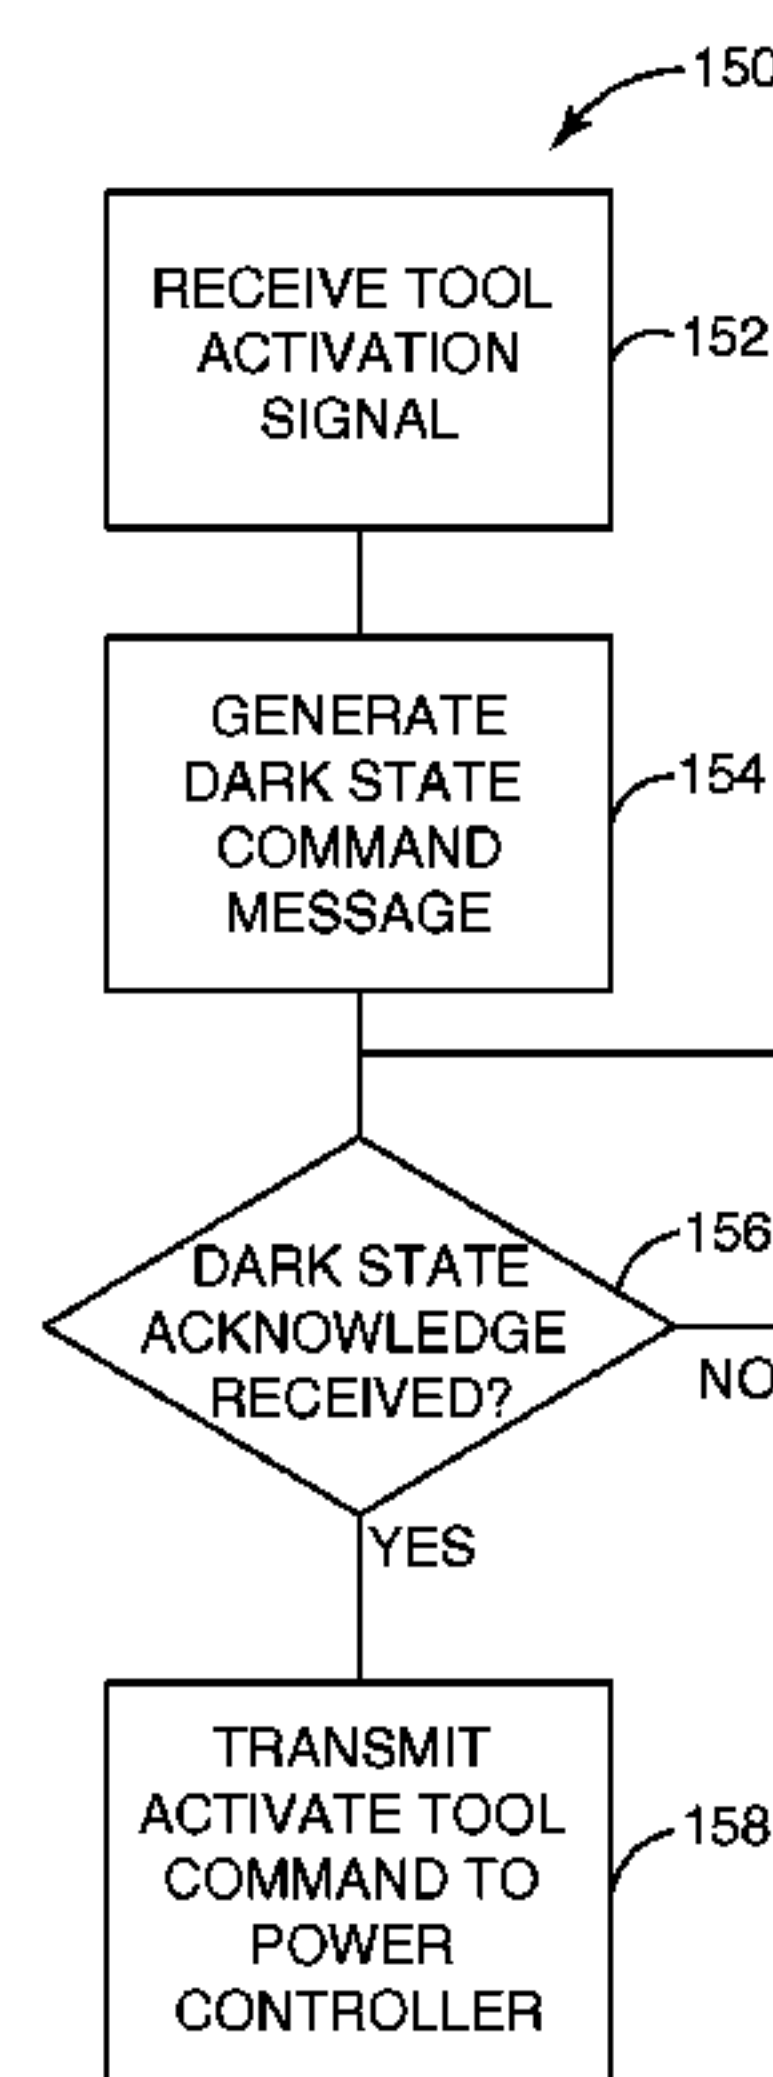 150
RECEIVE TOOL
ACTIVATION
SIGNAL
152
GENERATE
DARK STATE
COMMAND
MESSAGE
154
DARK STATE
ACKNOWLEDGE
RECEIVED?
156
NO
YES
TRANSMIT
ACTIVATE TOOL
COMMAND TO
POWER
CONTROLLER
158